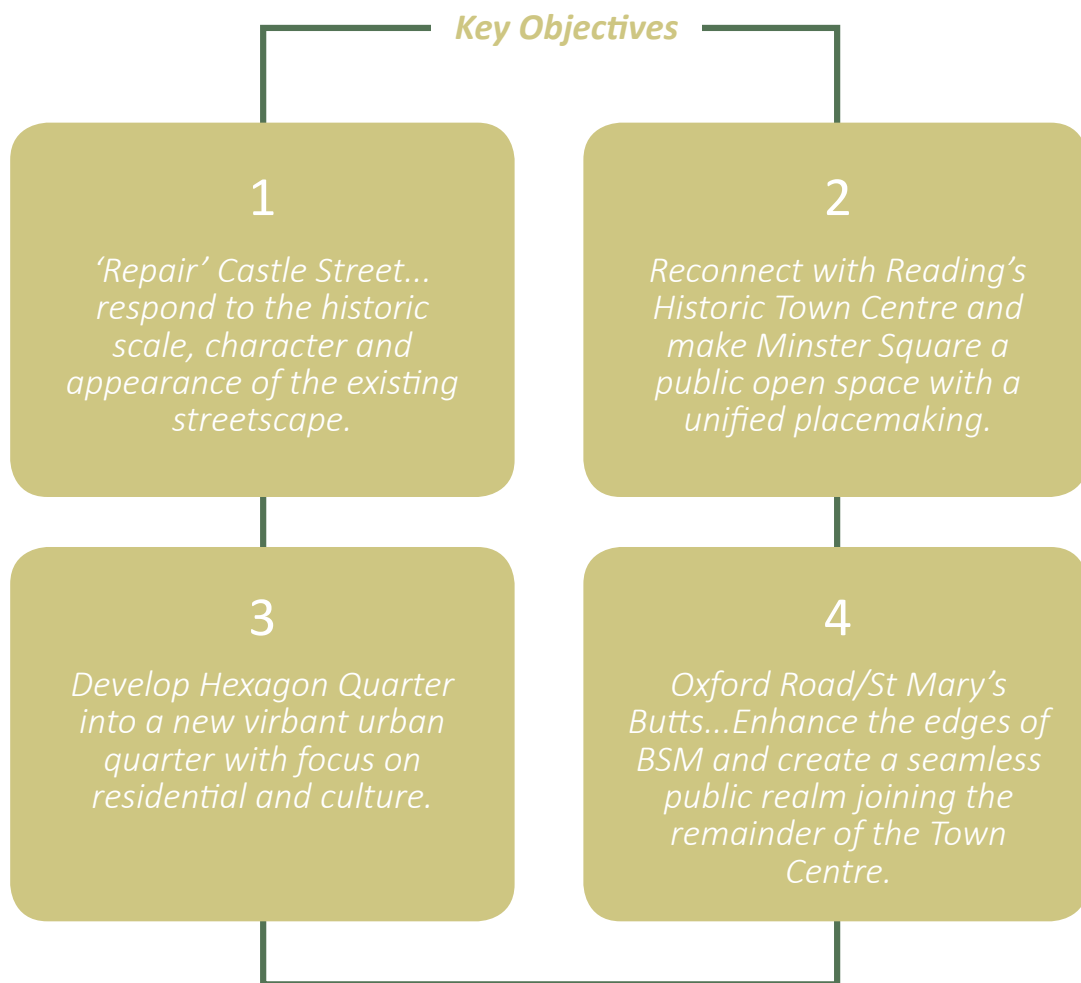 Key Objectives
1
‘Repair’ Castle Street...
respond to the historic
scale, character and
appearance of the existing
streetscape.
2
Reconnect with Reading’s
Historic Town Centre and
make Minster Square a
public open space with a
unified placemaking.
3
Develop Hexagon Quarter
into a new virbant urban
quarter with focus on
residential and culture.
4
Oxford Road/St Mary’s
Butts...Enhance the edges of
BSM and create a seamless
public realm joining the
remainder of the Town
Centre.